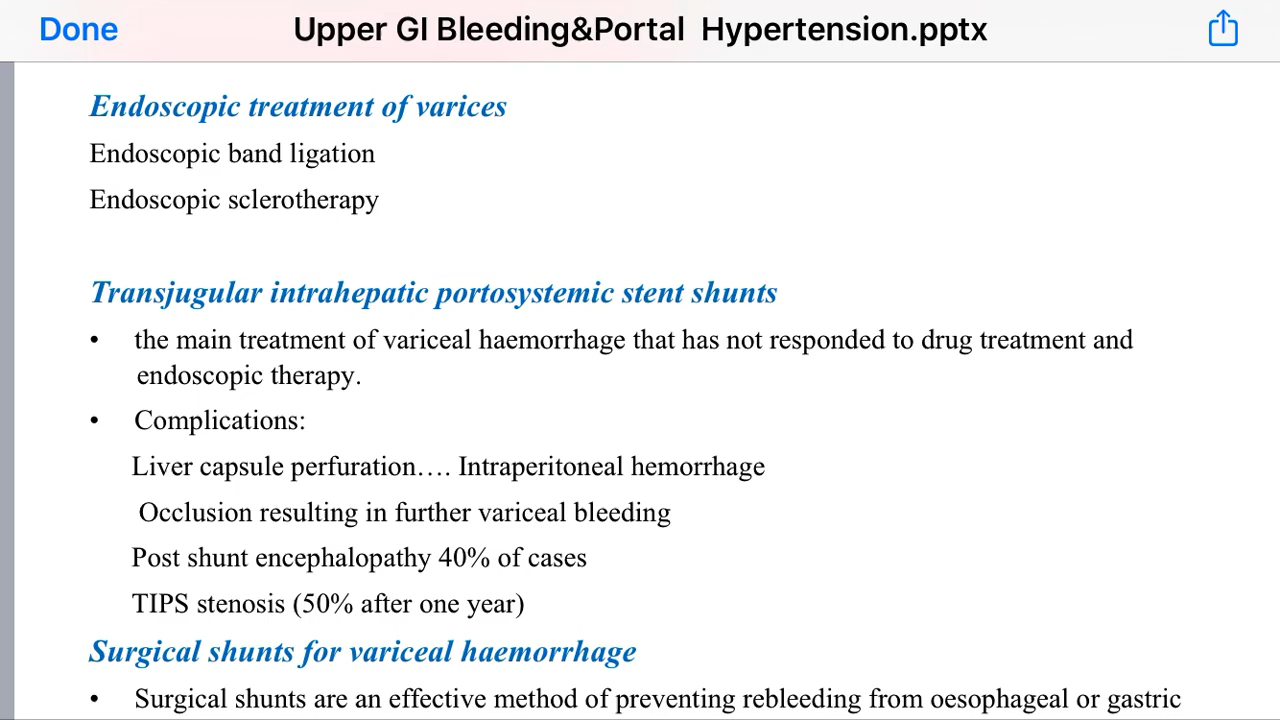 Done
Upper GI Bleeding&Portal Hypertension.pptx
Endoscopic treatment of varices
Endoscopic band ligation
Endoscopic sclerotherapy
Transjugular intrahepatic portosystemic stent shunts
• the main treatment of variceal haemorrhage that has not responded to drug treatment and
endoscopic therapy.
• Complications:
Liver capsule perfuration…. Intraperitoneal hemorrhage
Occlusion resulting in further variceal bleeding
Post shunt encephalopathy 40% of cases
TIPS stenosis (50% after one year)
Surgical shunts for variceal haemorrhage
• Surgical shunts are an effective method of preventing rebleeding from oesophageal or gastric